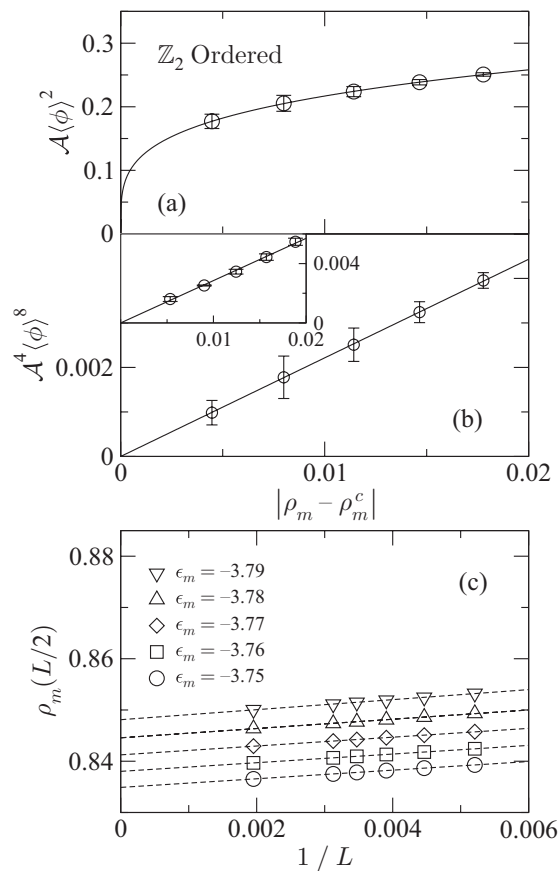 0.3
0.2
0.1
0
𝒜⟨ϕ⟩²
ℤ₂ Ordered
(a)
0.004
0
0.01
0.02
0.002
0
𝒜⁴⟨ϕ⟩⁸
(b)
0
0.01
0.02
|ρₘ − ρₘᶜ|
0.88
0.86
0.84
ρₘ(L/2)
(c)
ϵₘ = –3.79
ϵₘ = –3.78
ϵₘ = –3.77
ϵₘ = –3.76
ϵₘ = –3.75
0
0.002
0.004
0.006
1 / L